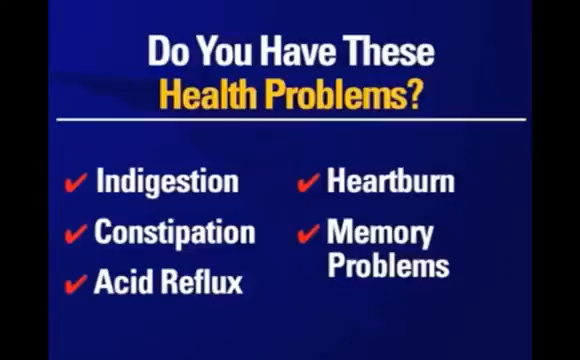 Do You Have These
Health Problems?
✔ Indigestion
✔ Constipation
✔ Acid Reflux
✔ Heartburn
✔ Memory
Problems